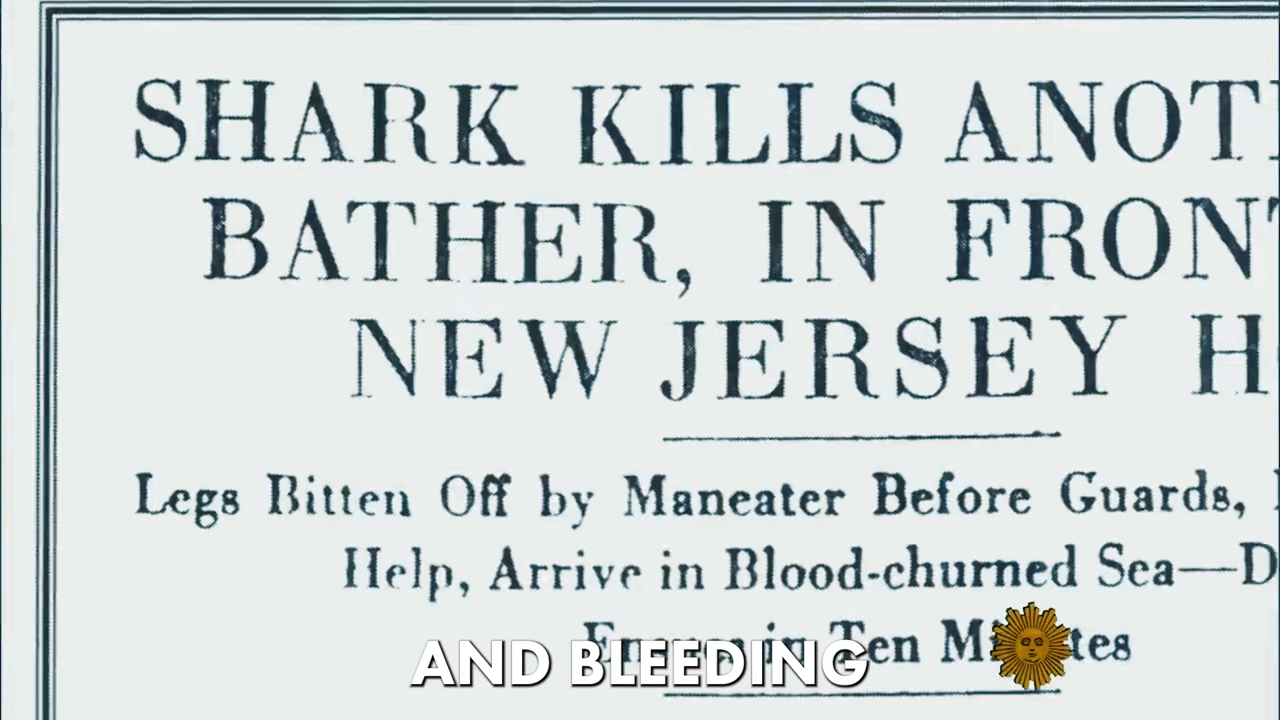 SHARK KILLS ANOT
BATHER, IN FRON
NEW JERSEY H
Legs Bitten Off by Maneater Before Guards,
Help, Arrive in Blood-churned Sea—D
in Ten
AND BLEEDING